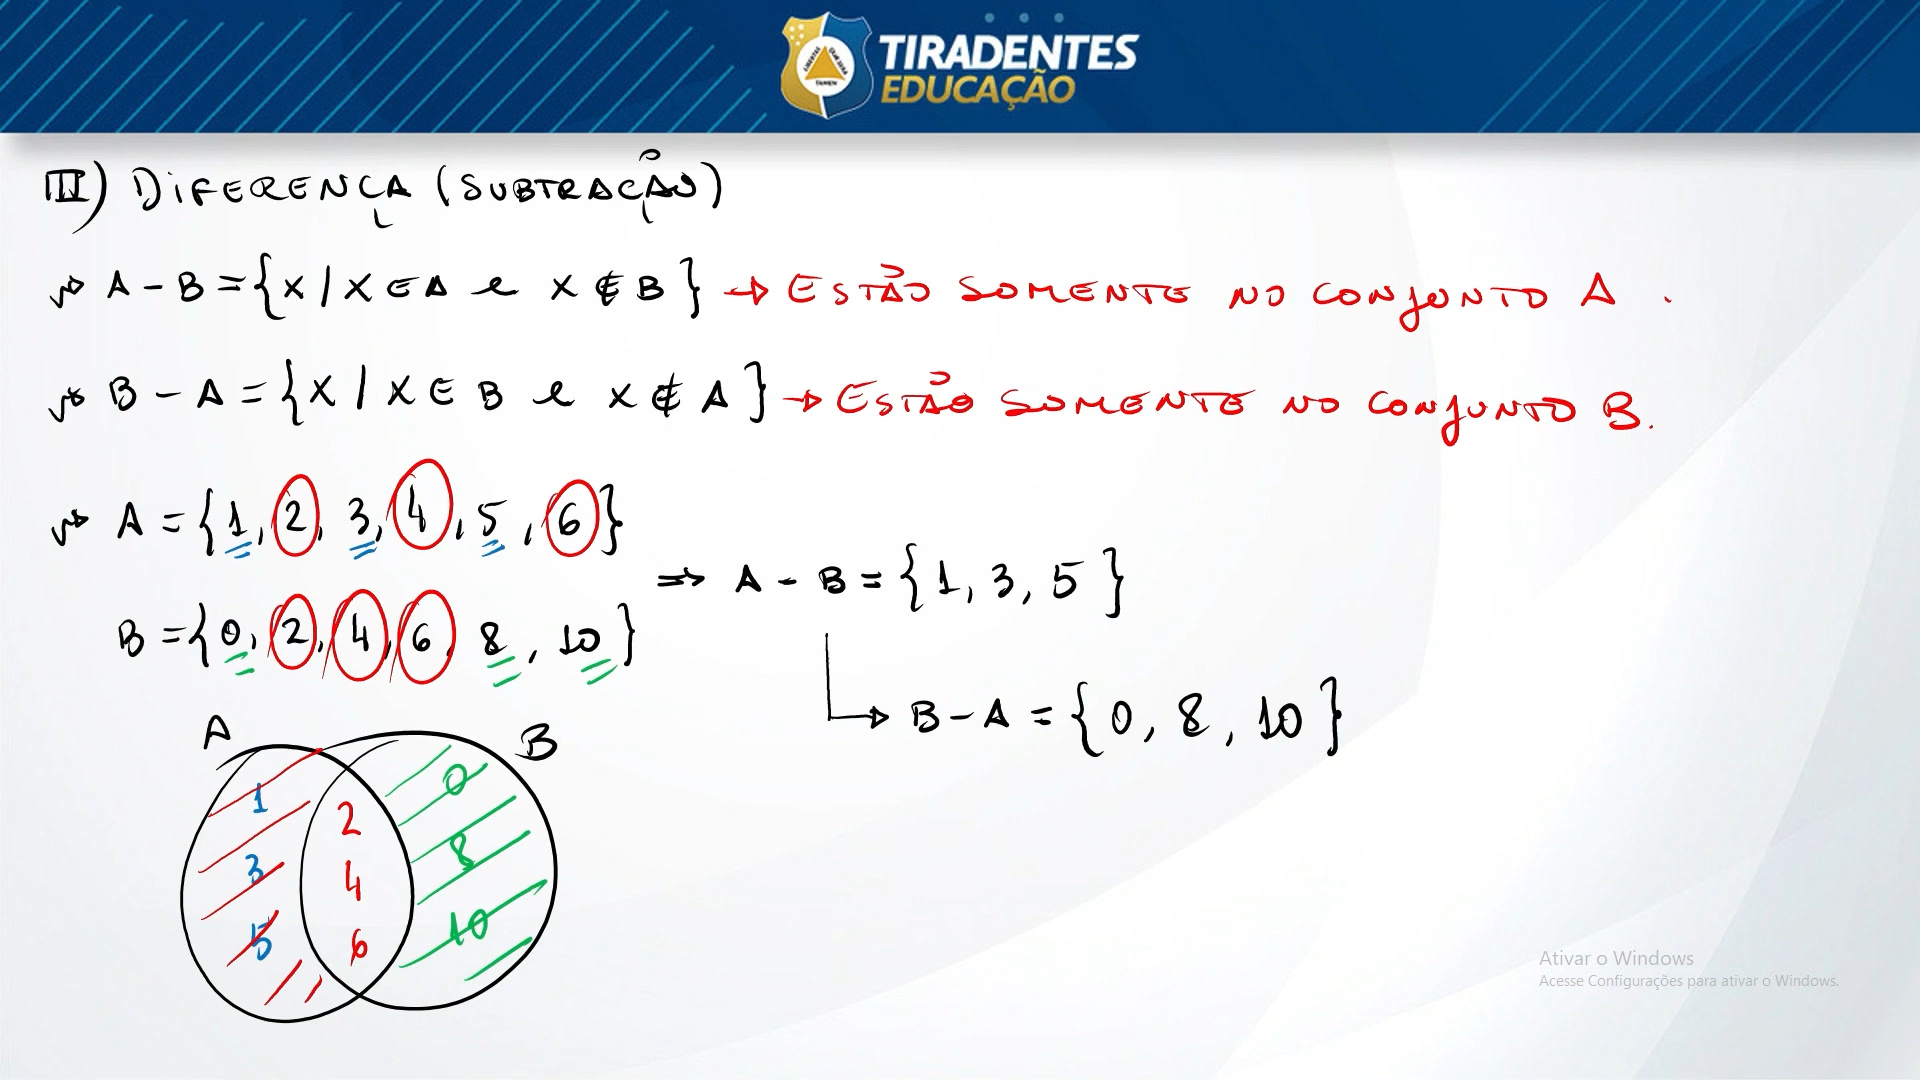 TIRADENTES
EDUCAÇÃO
III) DIFERENÇA (SUBTRAÇÃO)
A - B = {x / x ∈ A e x ∉ B} → ESTÃO SOMENTE NO CONJUNTO A.
B - A = {x / x ∈ B e x ∉ A} → ESTÃO SOMENTE NO CONJUNTO B.
A = {1, 2, 3, 4, 5, 6}
B = {0, 2, 4, 6, 8, 10}
⇒ A - B = {1, 3, 5}
→ B - A = {0, 8, 10}
A B
1 2 0
3 4 8
5 6 10
Ativar o Windows
Acesse Configurações para ativar o Windows.